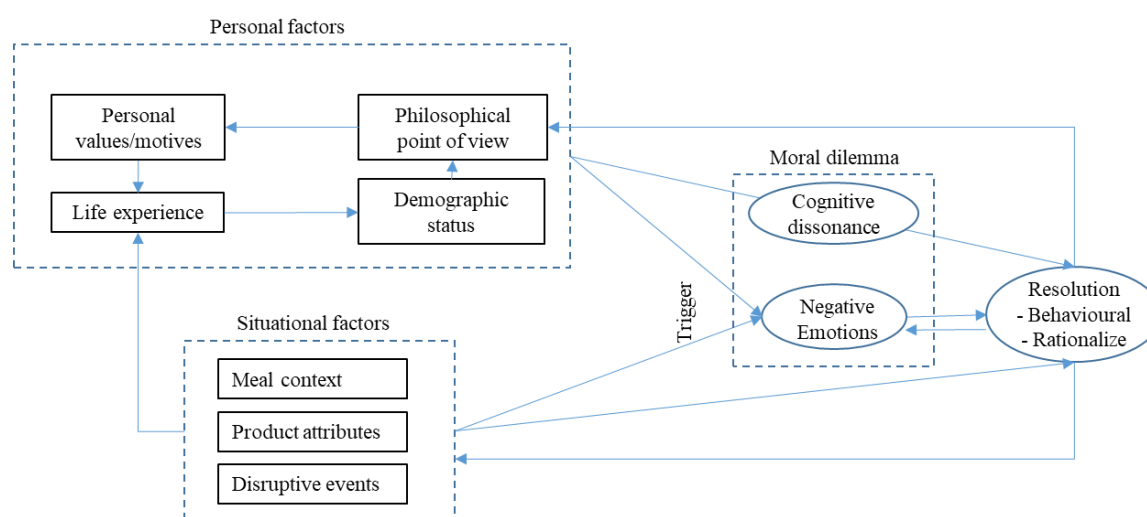 Personal factors
Personal
values/motives
Philosophical
point of view
Life experience
Demographic
status
Moral dilemma
Cognitive
dissonance
Trigger
Negative
Emotions
Resolution
- Behavioural
- Rationalize
Situational factors
Meal context
Product attributes
Disruptive events